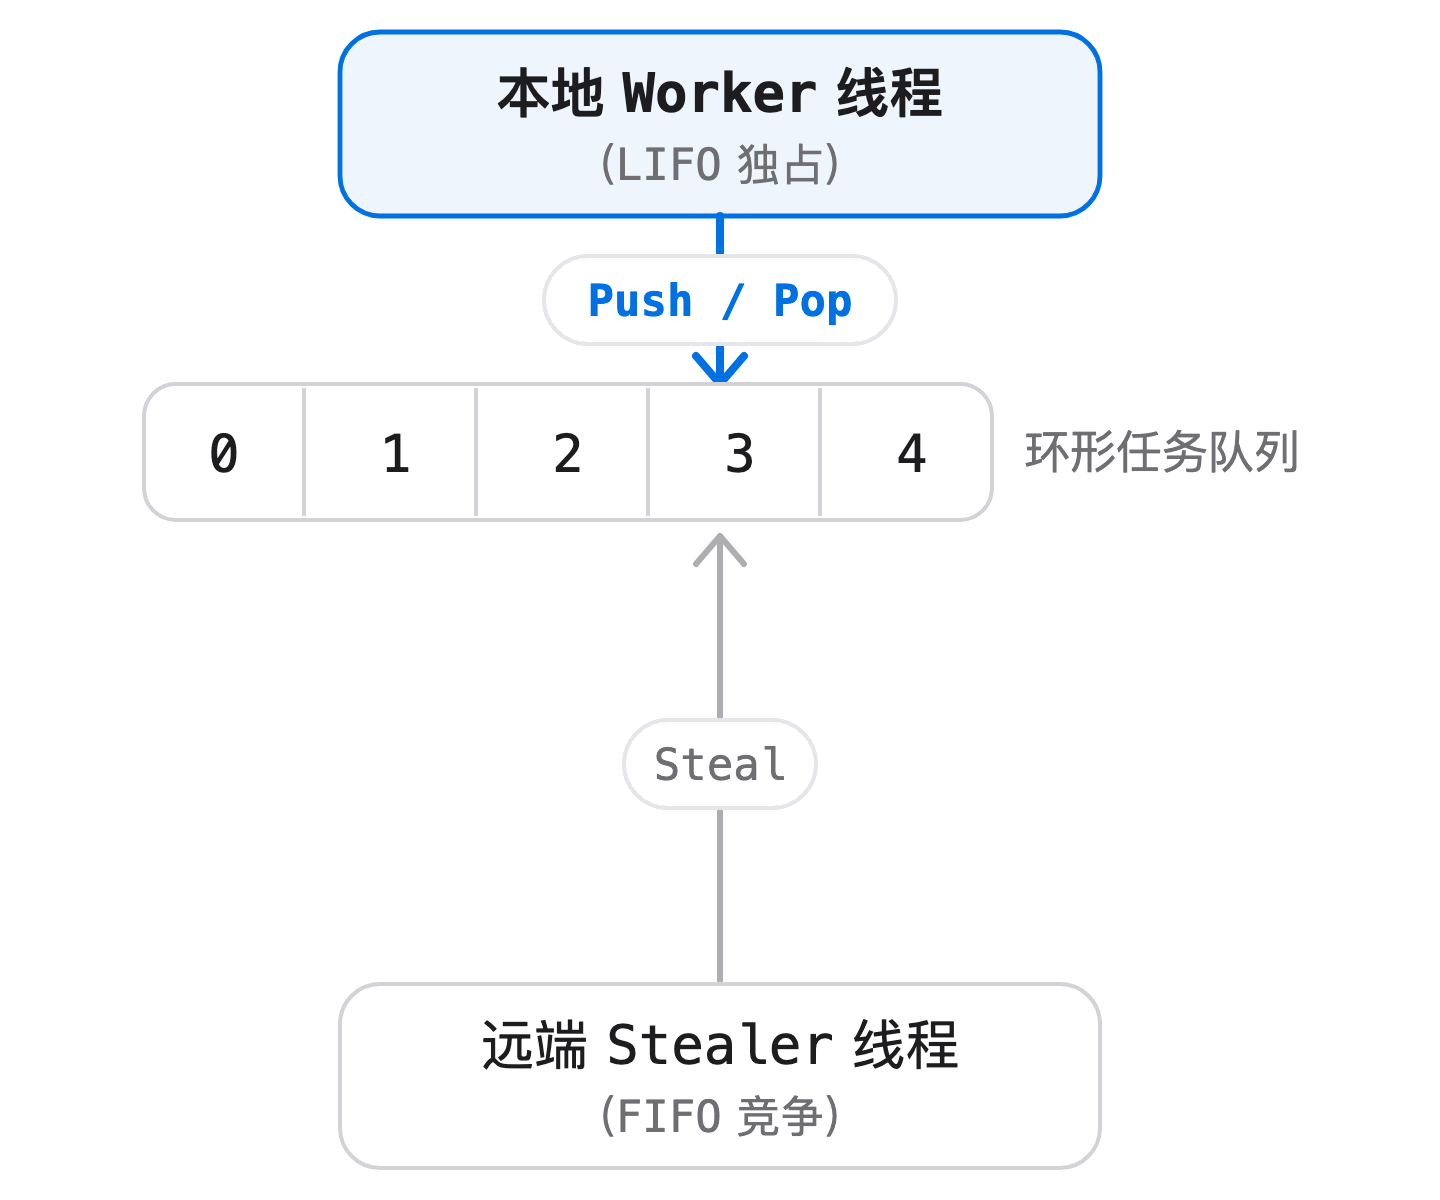 本地 Worker 线程
(LIFO 独占)
Push / Pop
0 1 2 3 4 环形任务队列
Steal
远端 Stealer 线程
(FIFO 竞争)